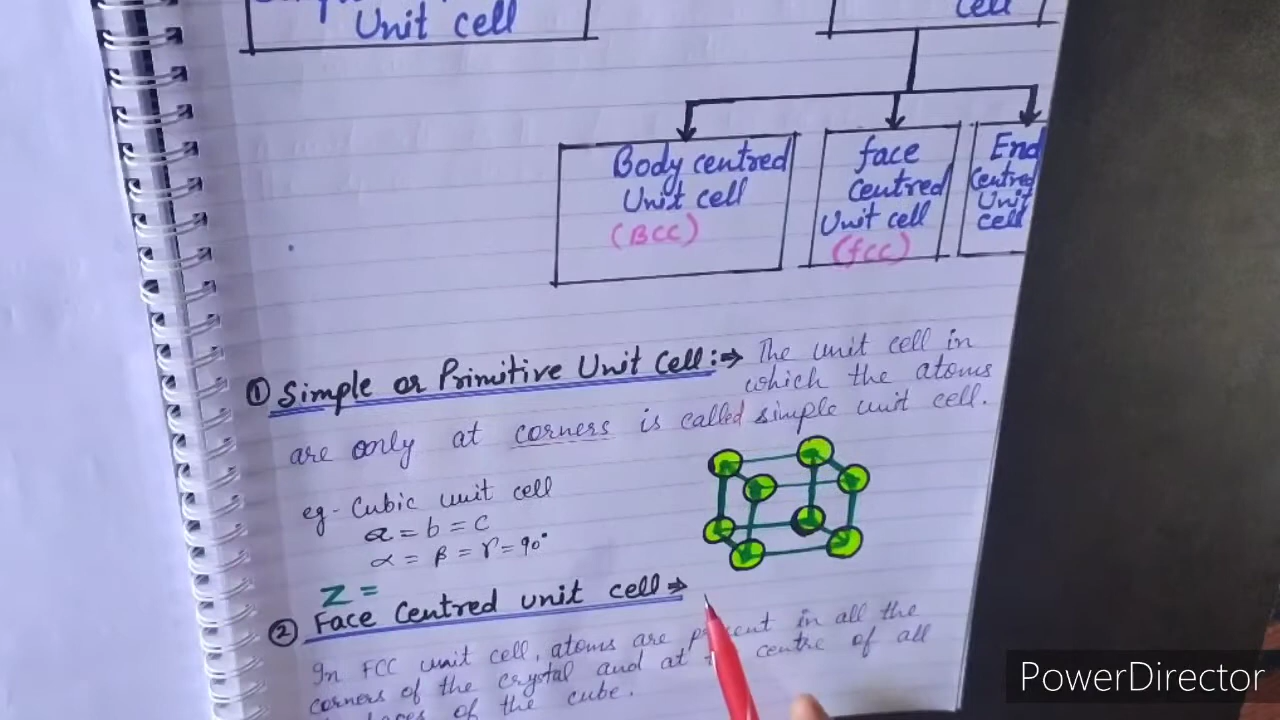 Unit cell
cell
Body centred
Unit cell
(BCC)
face
centred
Unit cell
(fcc)
End
centred
Unit
cell
① Simple or Primitive Unit Cell :⇒ The unit cell in
which the atoms
are only at corners is called simple unit cell.
eg - Cubic unit cell
a = b = c
α = β = γ = 90°
Z =
② Face Centred unit cell ⇒
In FCC unit cell, atoms are in all the
corners of the crystal and at centre of all
of the cube.
PowerDirector